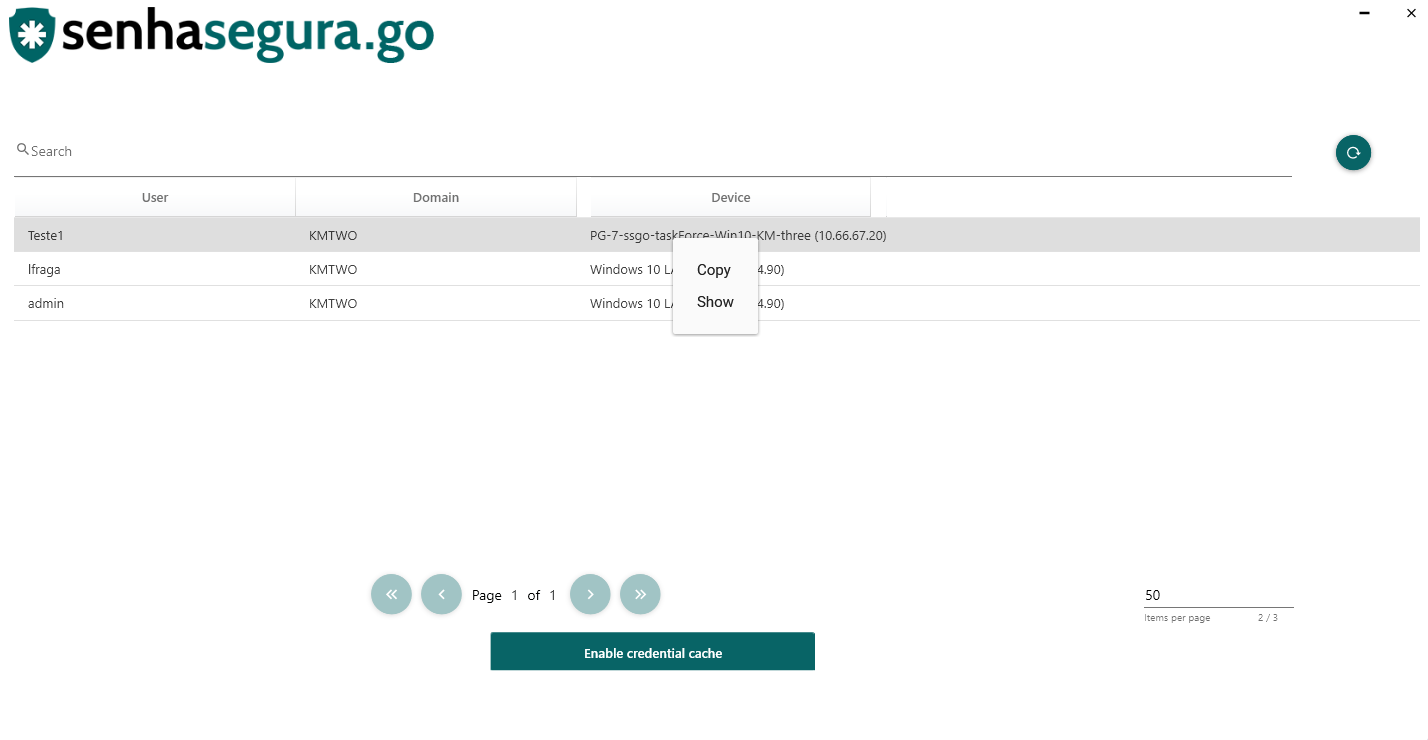 senhasegura.go
Search
User Domain Device
Teste1 KMTWO PG-7-ssgo-taskForce-Win10-KM-three (10.66.67.20)
lfraga KMTWO Windows 10 4.90)
Copy
Show
admin KMTWO Windows 10 4.90)
Page 1 of 1
50
Items per page 2 / 3
Enable credential cache